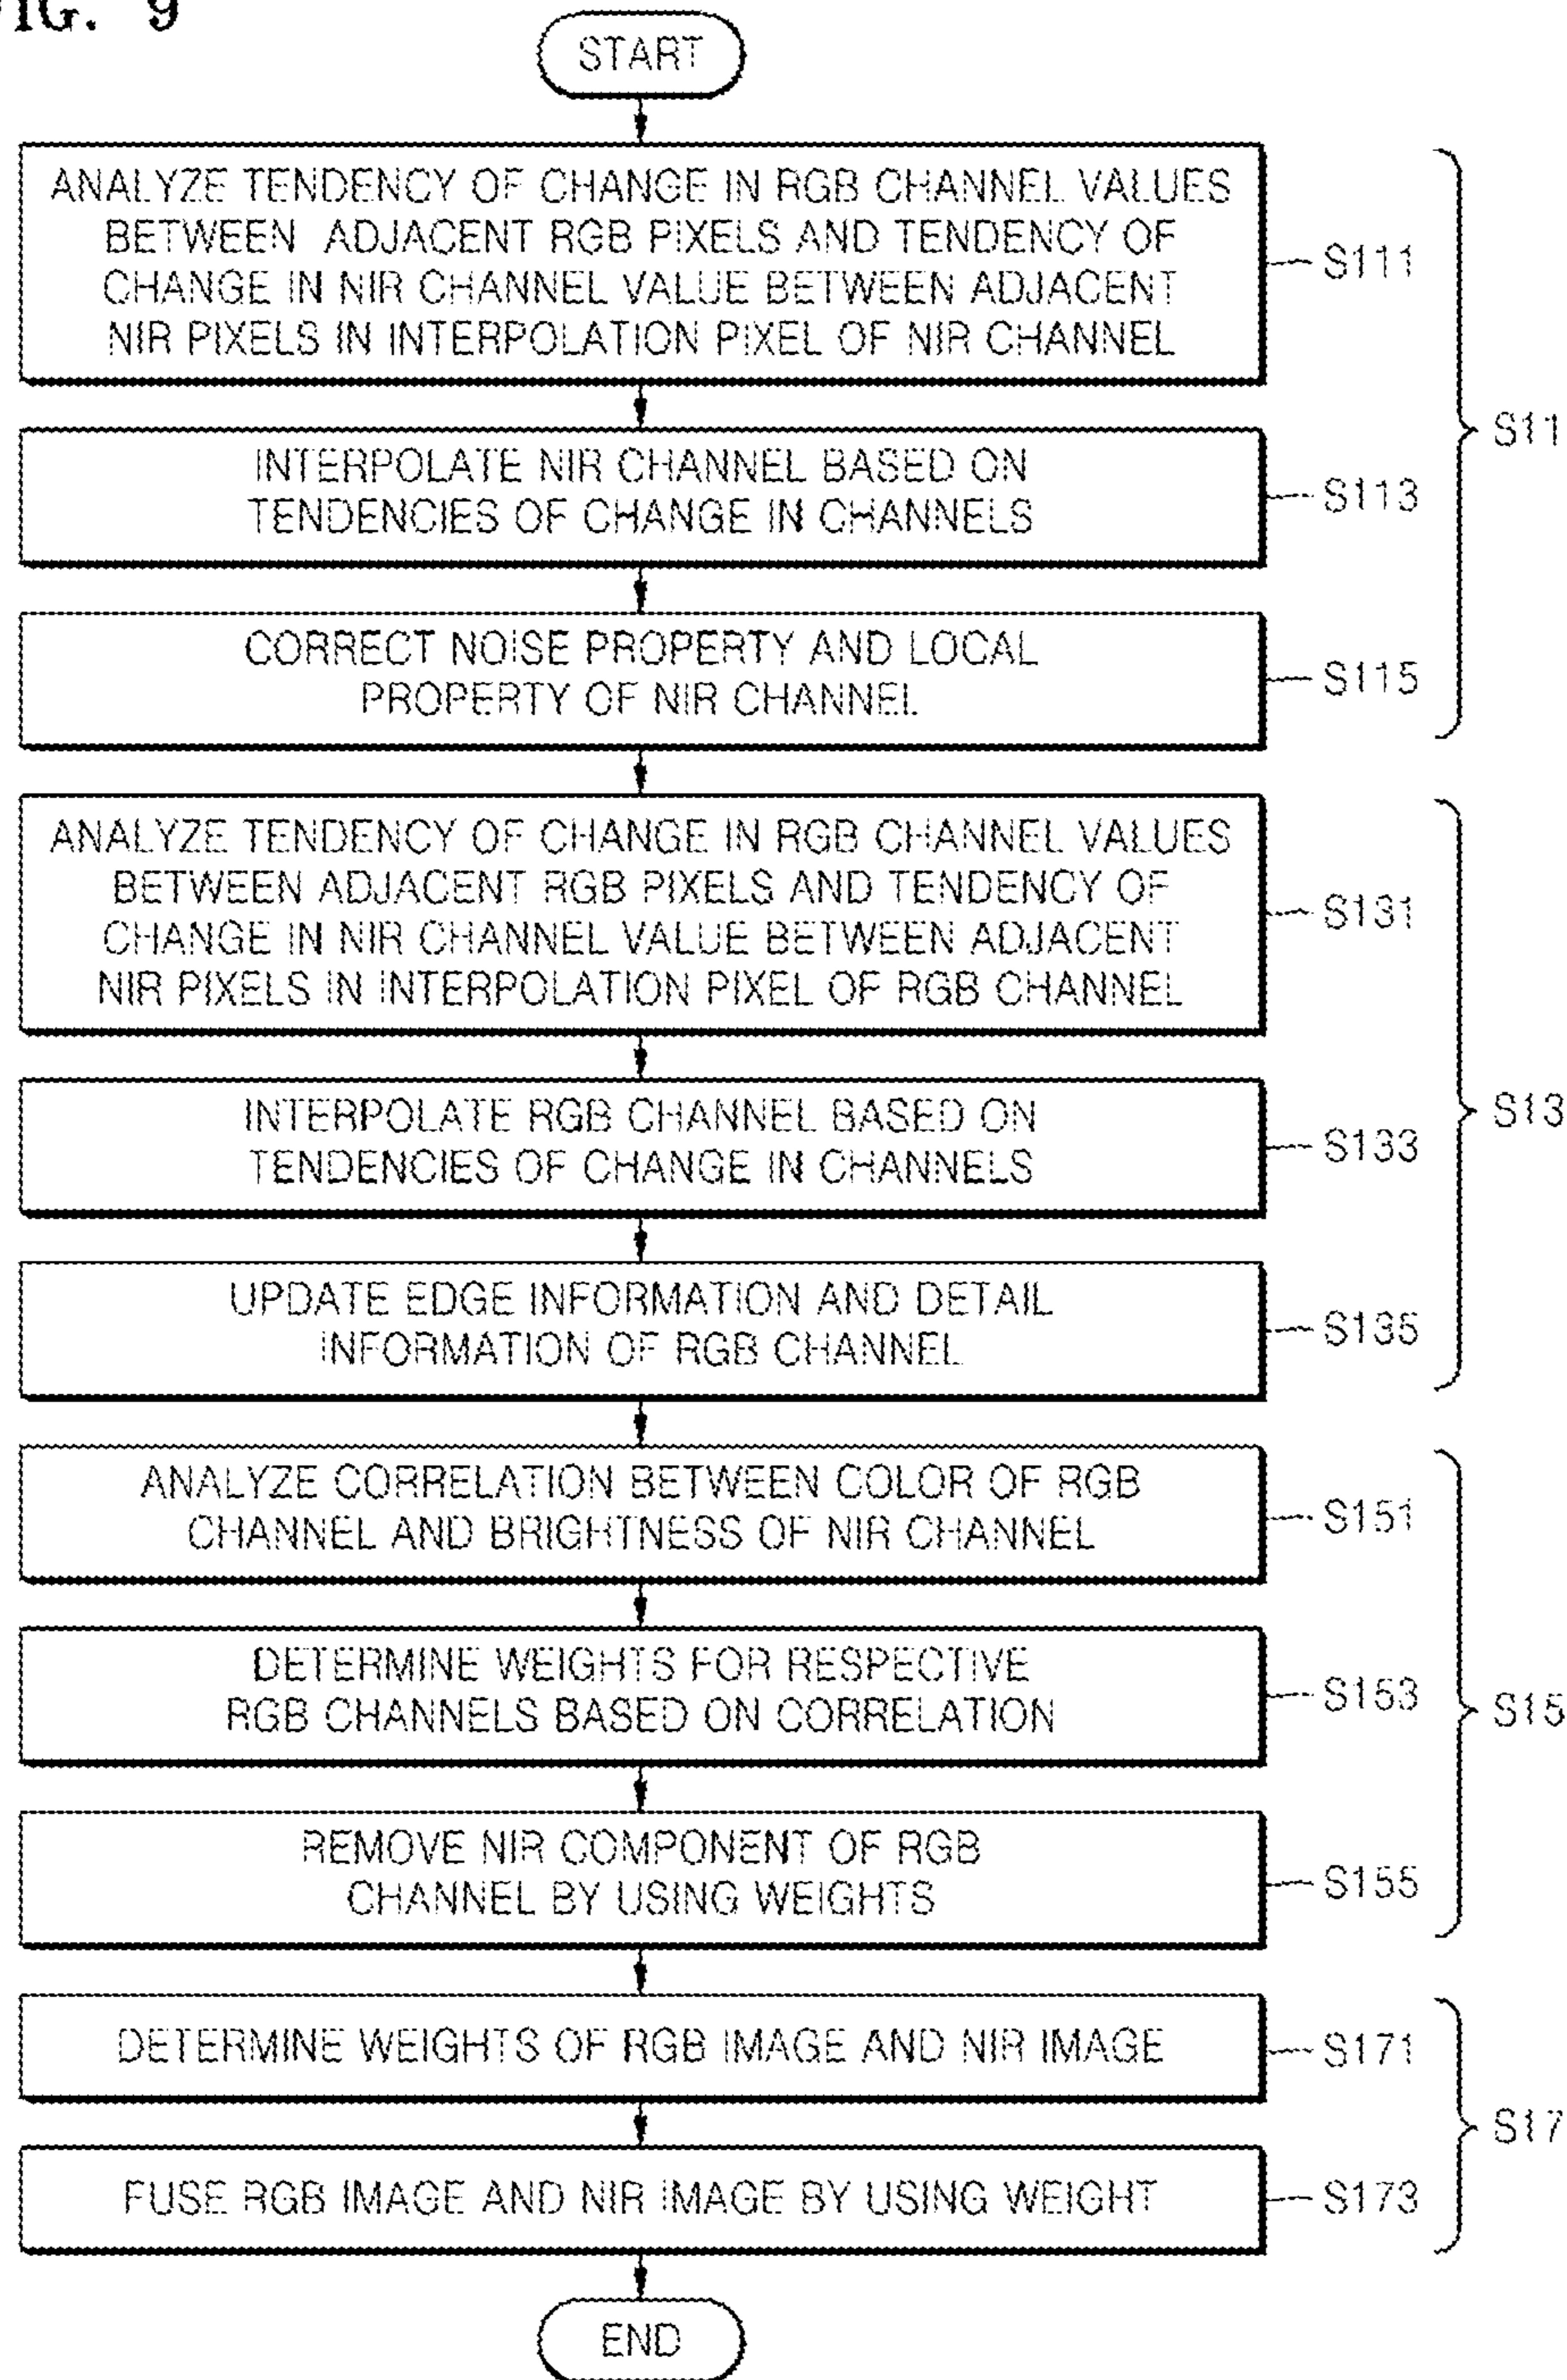 FIG. 9
START
ANALYZE TENDENCY OF CHANGE IN RGB CHANNEL VALUES
BETWEEN ADJACENT RGB PIXELS AND TENDENCY OF
CHANGE IN NIR CHANNEL VALUE BETWEEN ADJACENT
NIR PIXELS IN INTERPOLATION PIXEL OF NIR CHANNEL
S111
INTERPOLATE NIR CHANNEL BASED ON
TENDENCIES OF CHANGE IN CHANNELS
S113
CORRECT NOISE PROPERTY AND LOCAL
PROPERTY OF NIR CHANNEL
S115
S11
ANALYZE TENDENCY OF CHANGE IN RGB CHANNEL VALUES
BETWEEN ADJACENT RGB PIXELS AND TENDENCY OF
CHANGE IN NIR CHANNEL VALUE BETWEEN ADJACENT
NIR PIXELS IN INTERPOLATION PIXEL OF RGB CHANNEL
S131
INTERPOLATE RGB CHANNEL BASED ON
TENDENCIES OF CHANGE IN CHANNELS
S133
UPDATE EDGE INFORMATION AND DETAIL
INFORMATION OF RGB CHANNEL
S135
S13
ANALYZE CORRELATION BETWEEN COLOR OF RGB
CHANNEL AND BRIGHTNESS OF NIR CHANNEL
S151
DETERMINE WEIGHTS FOR RESPECTIVE
RGB CHANNELS BASED ON CORRELATION
S153
REMOVE NIR COMPONENT OF RGB
CHANNEL BY USING WEIGHTS
S155
S15
DETERMINE WEIGHTS OF RGB IMAGE AND NIR IMAGE
S171
FUSE RGB IMAGE AND NIR IMAGE BY USING WEIGHT
S173
S17
END